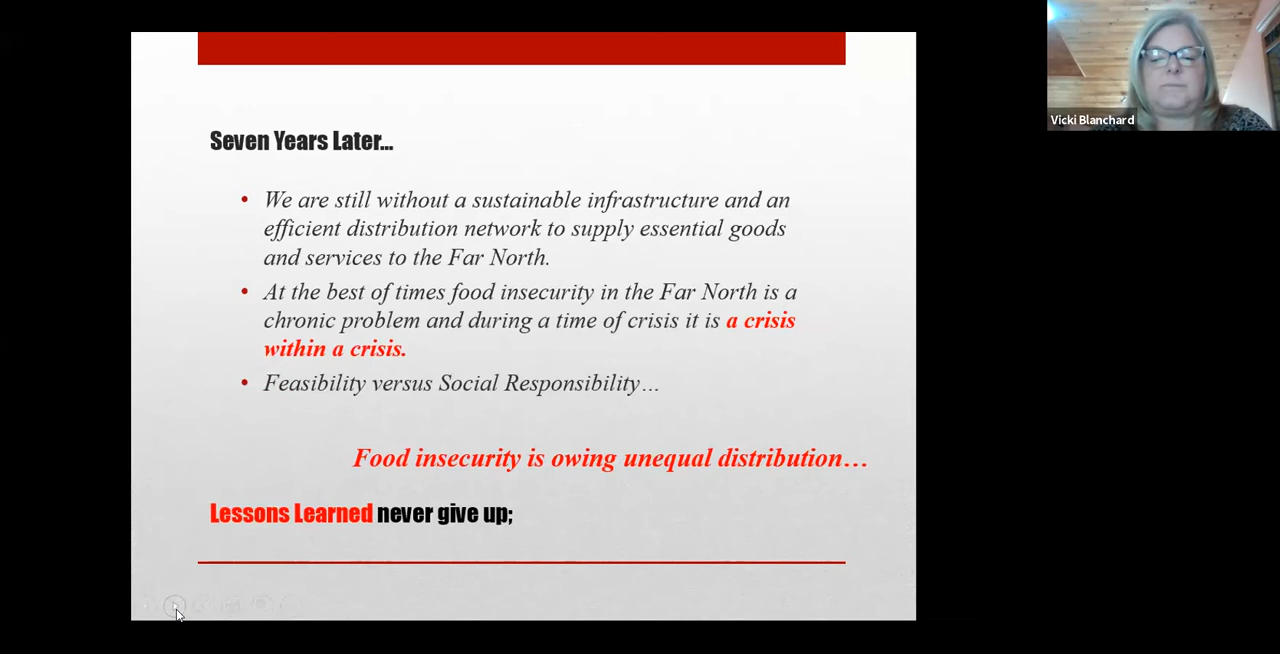 Seven Years Later...
• We are still without a sustainable infrastructure and an
efficient distribution network to supply essential goods
and services to the Far North.
• At the best of times food insecurity in the Far North is a
chronic problem and during a time of crisis it is a crisis
within a crisis.
• Feasibility versus Social Responsibility…
Food insecurity is owing unequal distribution…
Lessons Learned never give up;
Vicki Blanchard